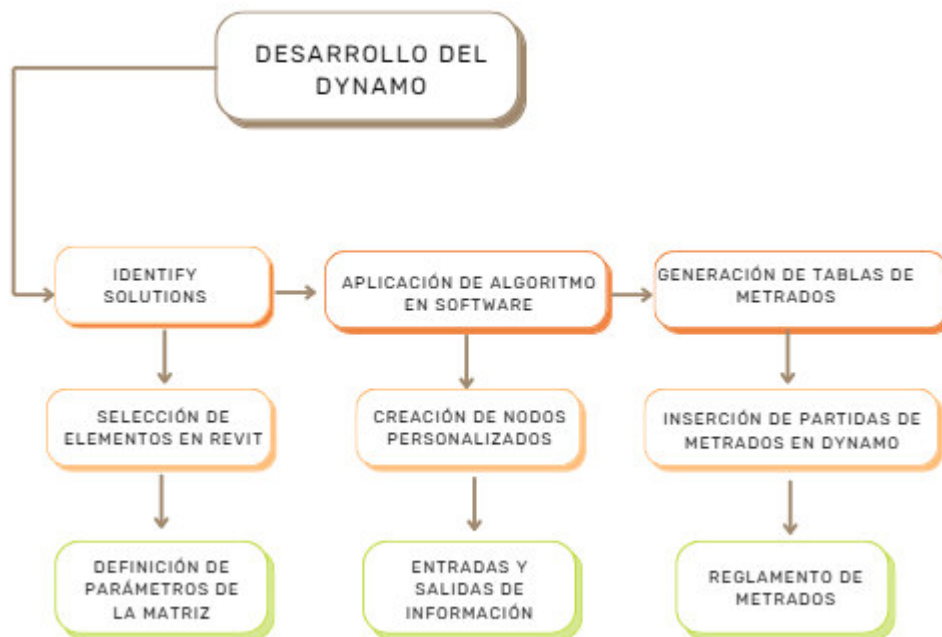 DESARROLLO DEL
DYNAMO
IDENTIFY
SOLUTIONS
APLICACIÓN DE ALGORITMO
EN SOFTWARE
GENERACIÓN DE TABLAS DE
METRADOS
SELECCIÓN DE
ELEMENTOS EN REVIT
CREACIÓN DE NODOS
PERSONALIZADOS
INSERCIÓN DE PARTIDAS DE
METRADOS EN DYNAMO
DEFINICIÓN DE
PARÁMETROS DE
LA MATRIZ
ENTRADAS Y
SALIDAS DE
INFORMACIÓN
REGLAMENTO DE
METRADOS